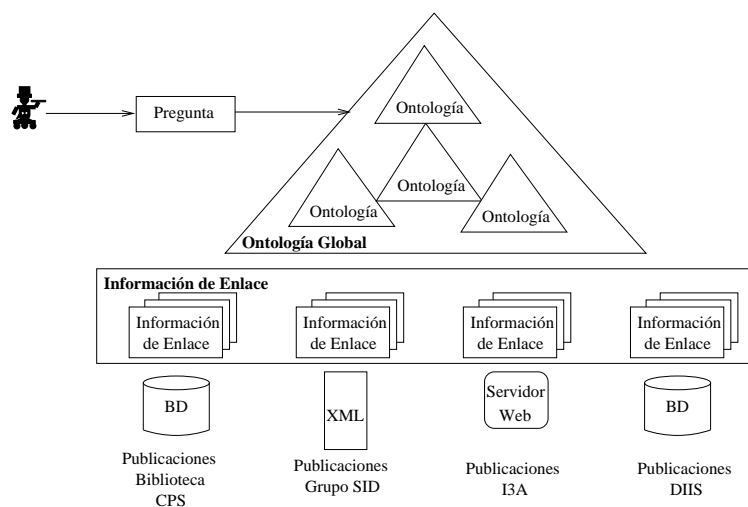 Pregunta
Ontología
Ontología
Ontología
Ontología
Ontología Global
Información de Enlace
Información
de Enlace
Información
de Enlace
Información
de Enlace
Información
de Enlace
BD
XML
Servidor
Web
BD
Publicaciones
Biblioteca
CPS
Publicaciones
Grupo SID
Publicaciones
I3A
Publicaciones
DIIS